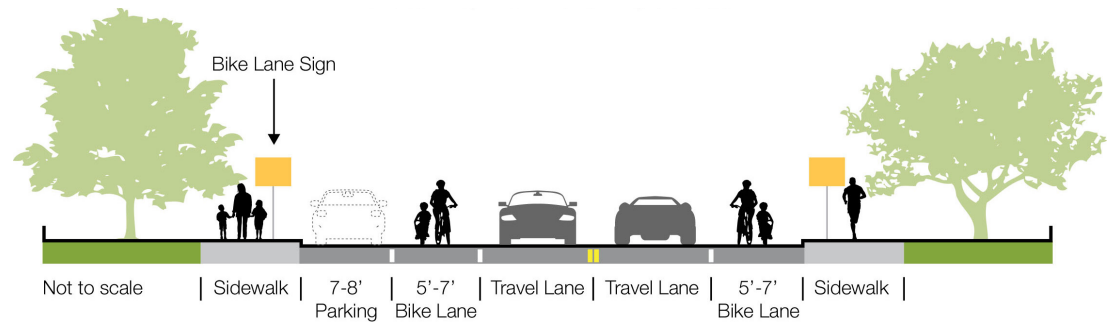 Bike Lane Sign
Not to scale | Sidewalk | 7-8’ | 5’-7’ | Travel Lane | Travel Lane | 5’-7’ | Sidewalk |
Parking Bike Lane Bike Lane